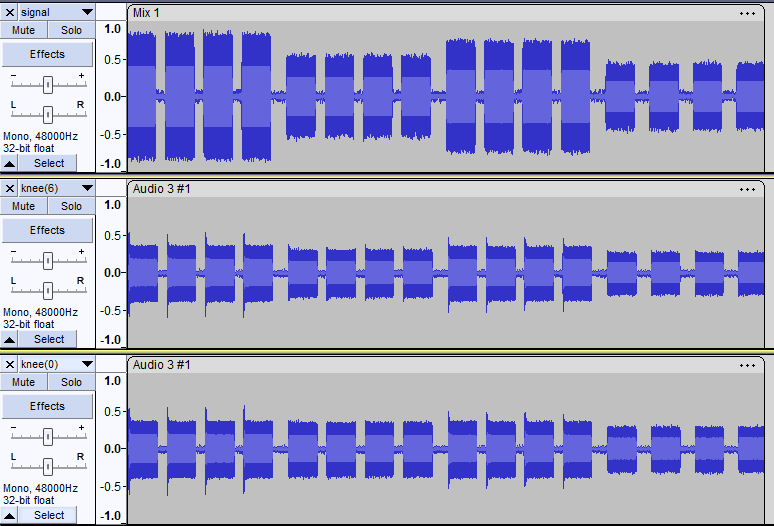 signal
Mute Solo
Effects
- +
L R
Mono, 48000Hz
32-bit float
Select
1.0
0.5
0.0
-0.5
-1.0
Mix 1
knee(6)
Mute Solo
Effects
- +
L R
Mono, 48000Hz
32-bit float
Select
1.0
0.5
0.0
-0.5
-1.0
Audio 3 #1
knee(0)
Mute Solo
Effects
- +
L R
Mono, 48000Hz
32-bit float
Select
1.0
0.5
0.0
-0.5
-1.0
Audio 3 #1